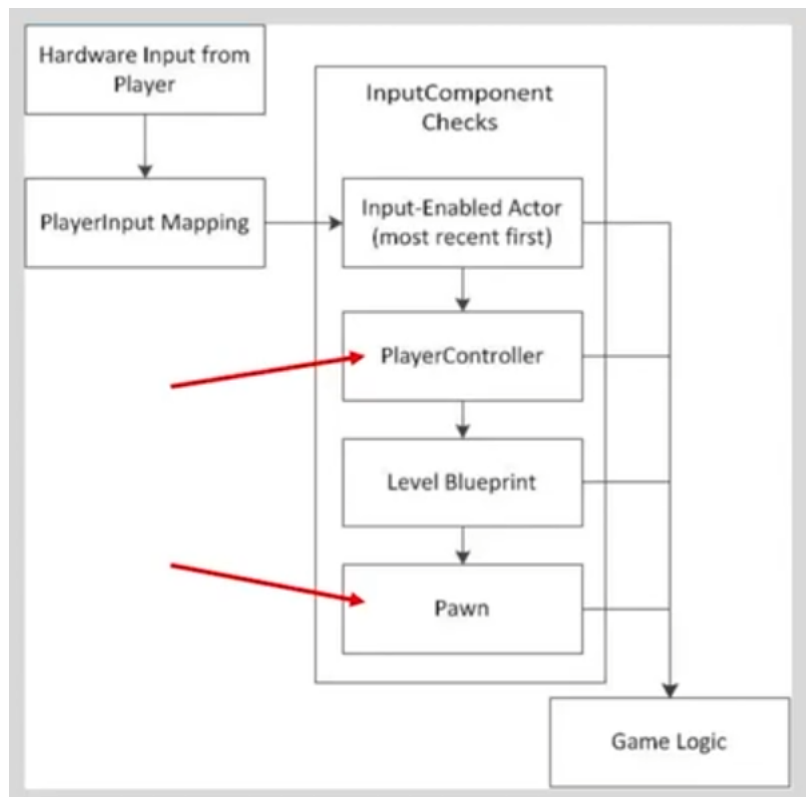 Hardware Input from
Player
InputComponent
Checks
PlayerInput Mapping
Input-Enabled Actor
(most recent first)
PlayerController
Level Blueprint
Pawn
Game Logic